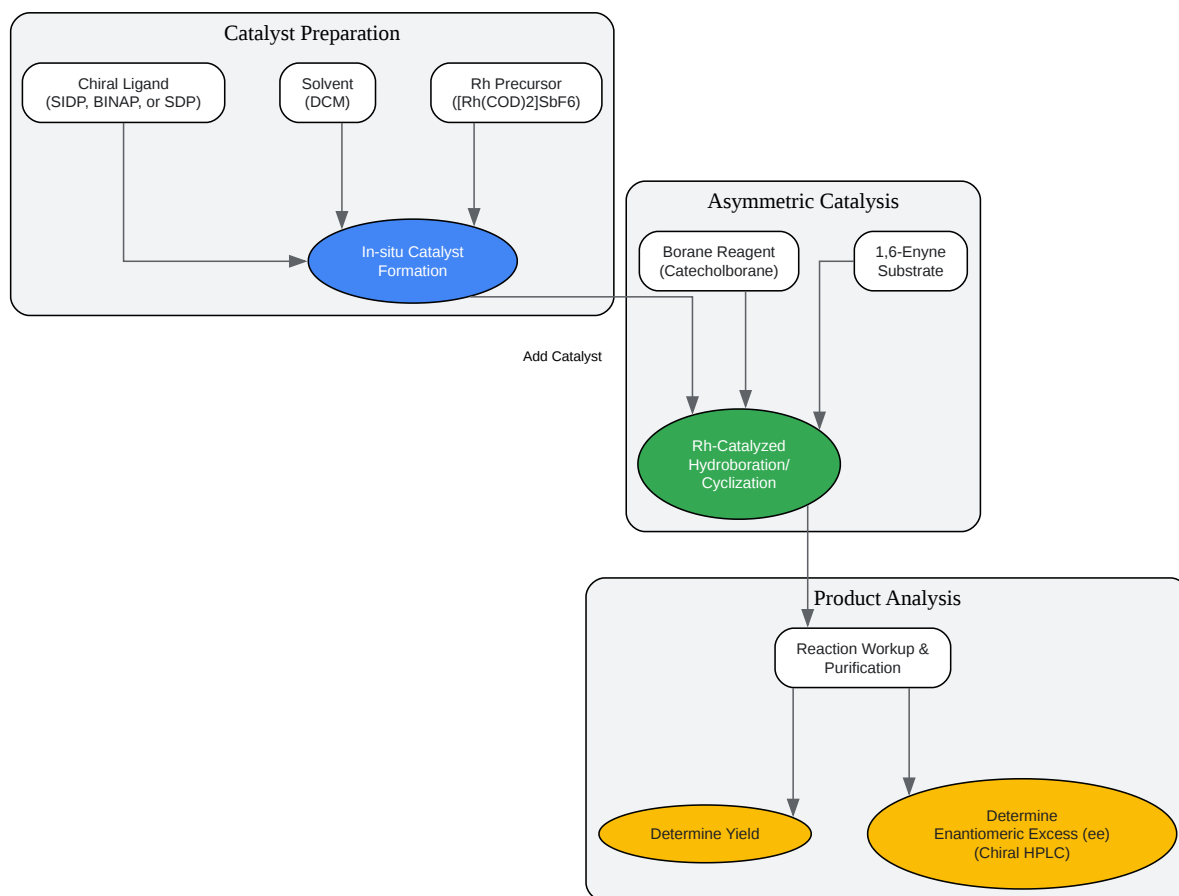 Catalyst Preparation
Chiral Ligand
(SIDP, BINAP, or SDP)
Solvent
(DCM)
Rh Precursor
([Rh(COD)2]SbF6)
In-situ Catalyst
Formation
Asymmetric Catalysis
Borane Reagent
(Catecholborane)
1,6-Enyne
Substrate
Add Catalyst
Rh-Catalyzed
Hydroboration/
Cyclization
Product Analysis
Reaction Workup &
Purification
Determine Yield
Determine
Enantiomeric Excess (ee)
(Chiral HPLC)